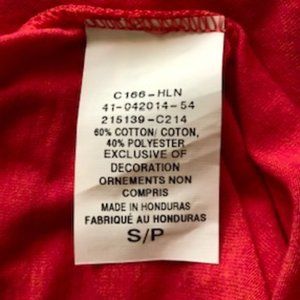 C166-HLN
41-042014-54
215139-C214
60% COTTON/ COTON,
40% POLYESTER
EXCLUSIVE OF
DECORATION
ORNEMENTS NON
COMPRIS
MADE IN HONDURAS
FABRIQUÉ AU HONDURAS
S/P